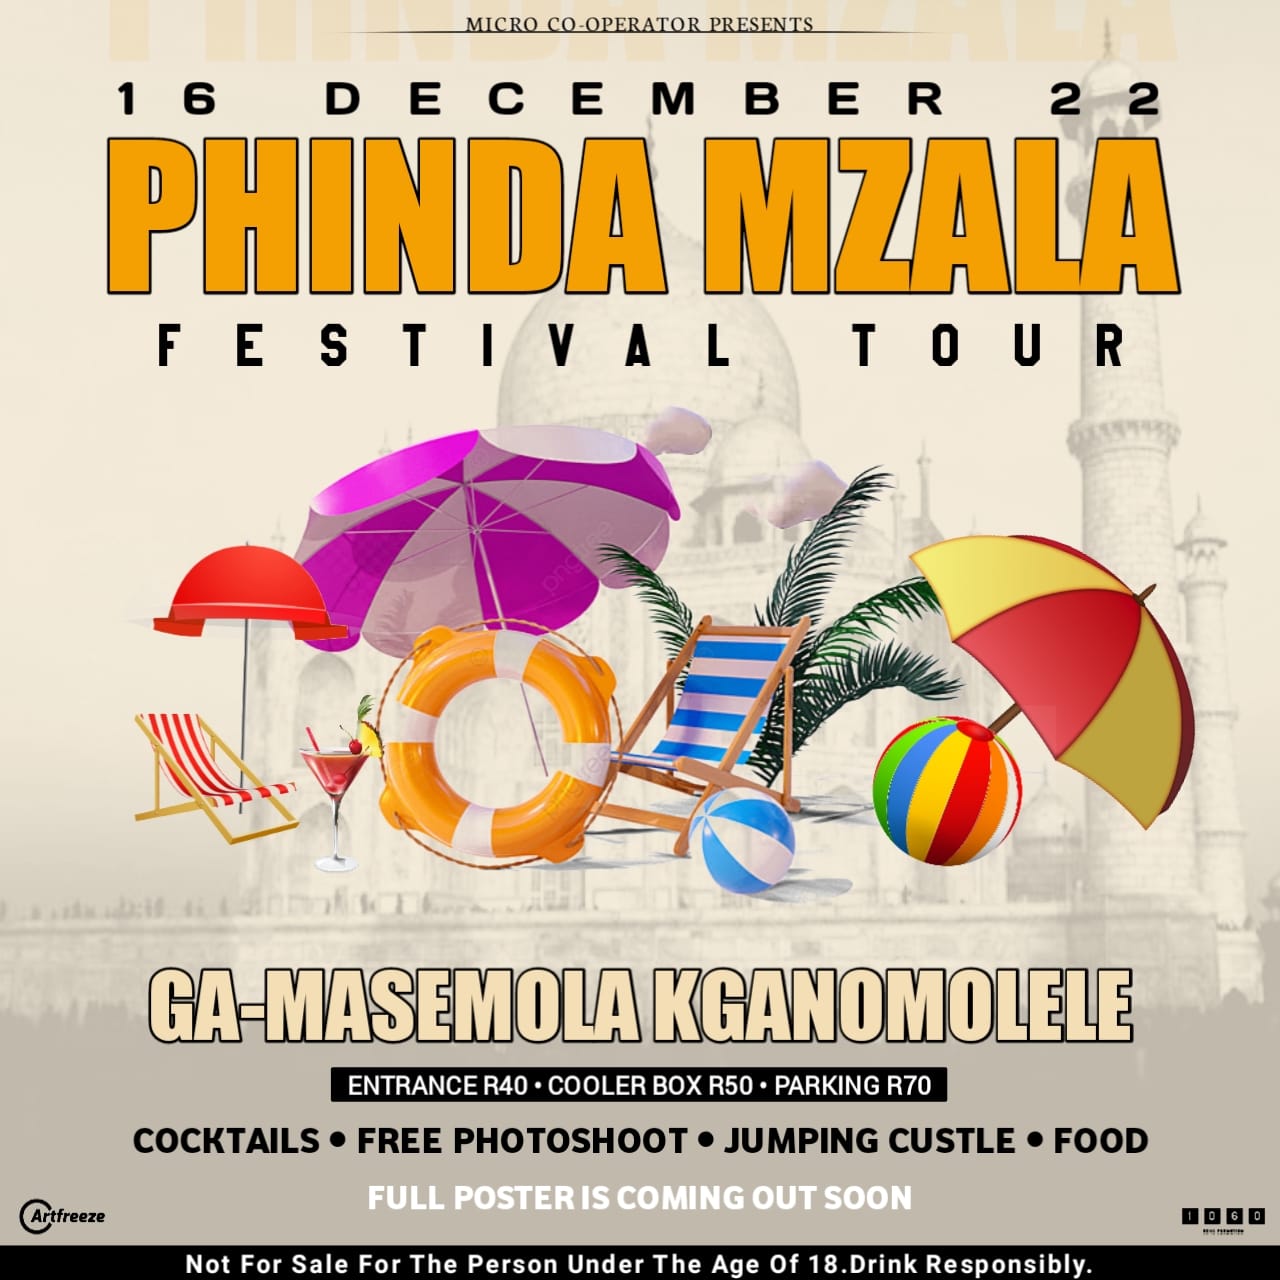 PHINDA MZALA
MICRO CO-OPERATOR PRESENTS
16 DECEMBER 22
PHINDA MZALA
FESTIVAL TOUR
GA-MASEMOLA KGANOMOLELE
ENTRANCE R40 • COOLER BOX R50 • PARKING R70
COCKTAILS • FREE PHOTOSHOOT • JUMPING CUSTLE • FOOD
FULL POSTER IS COMING OUT SOON
Artfreeze
1060
Not For Sale For The Person Under The Age Of 18.Drink Responsibly.